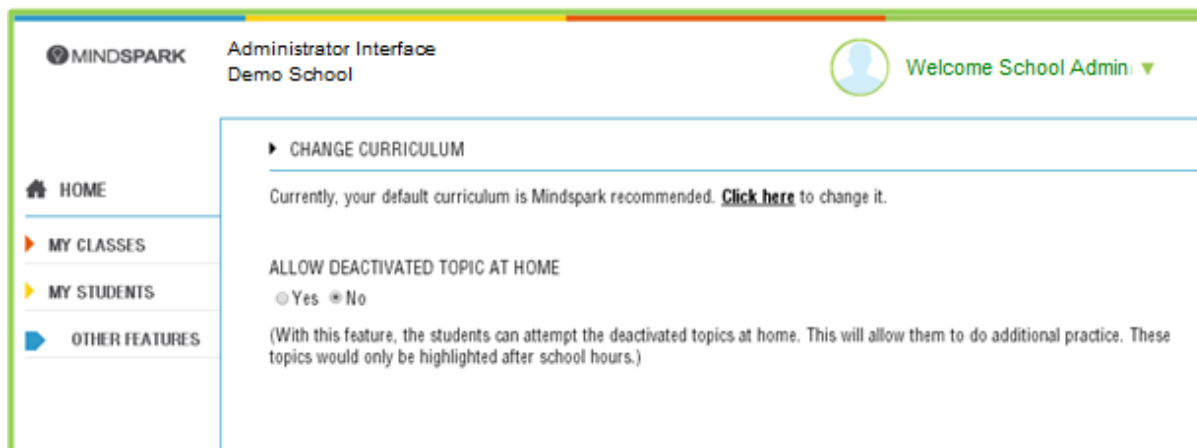 MINDSPARK
Administrator Interface
Demo School
Welcome School Admin
CHANGE CURRICULUM
HOME
Currently, your default curriculum is Mindspark recommended. Click here to change it.
MY CLASSES
ALLOW DEACTIVATED TOPIC AT HOME
MY STUDENTS
Yes No
OTHER FEATURES
(With this feature, the students can attempt the deactivated topics at home. This will allow them to do additional practice. These
topics would only be highlighted after school hours.)